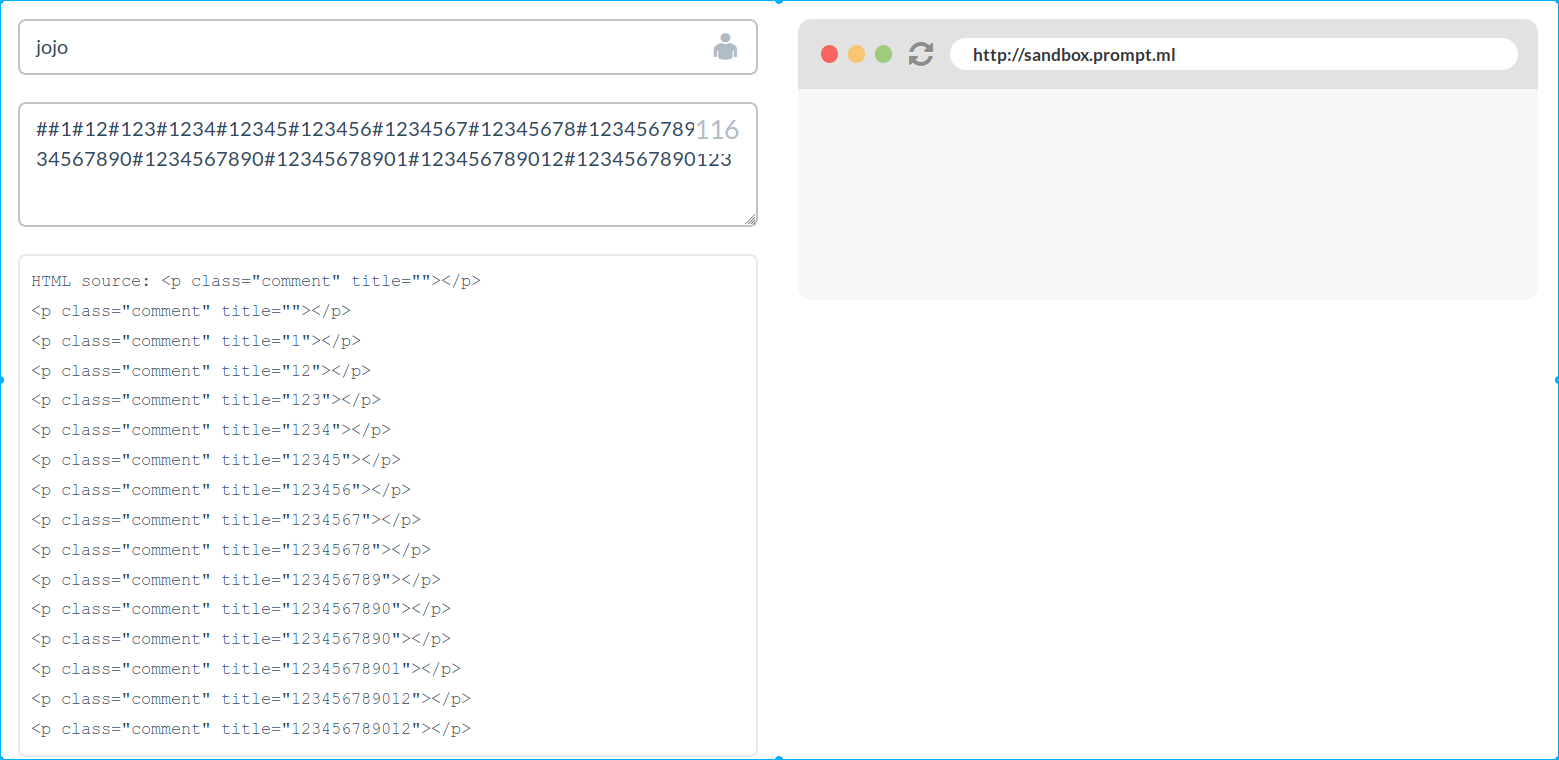 jojo
##1#12#123#1234#12345#123456#1234567#12345678#123456789
116
34567890#1234567890#12345678901#123456789012#1234567890123
HTML source: <p class="comment" title=""></p>
<p class="comment" title=""></p>
<p class="comment" title="1"></p>
<p class="comment" title="12"></p>
<p class="comment" title="123"></p>
<p class="comment" title="1234"></p>
<p class="comment" title="12345"></p>
<p class="comment" title="123456"></p>
<p class="comment" title="1234567"></p>
<p class="comment" title="12345678"></p>
<p class="comment" title="123456789"></p>
<p class="comment" title="1234567890"></p>
<p class="comment" title="1234567890"></p>
<p class="comment" title="12345678901"></p>
<p class="comment" title="123456789012"></p>
<p class="comment" title="123456789012"></p>
http://sandbox.prompt.ml